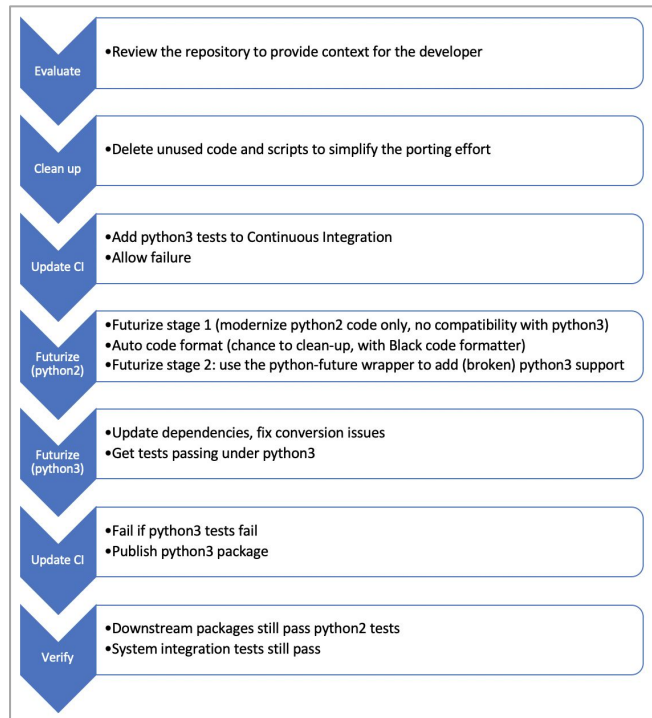 Evaluate
•Review the repository to provide context for the developer
Clean up
•Delete unused code and scripts to simplify the porting effort
Update CI
•Add python3 tests to Continuous Integration
•Allow failure
Futurize
(python2)
•Futurize stage 1 (modernize python2 code only, no compatibility with python3)
•Auto code format (chance to clean-up, with Black code formatter)
•Futurize stage 2: use the python-future wrapper to add (broken) python3 support
Futurize
(python3)
•Update dependencies, fix conversion issues
•Get tests passing under python3
Update CI
•Fail if python3 tests fail
•Publish python3 package
Verify
•Downstream packages still pass python2 tests
•System integration tests still pass